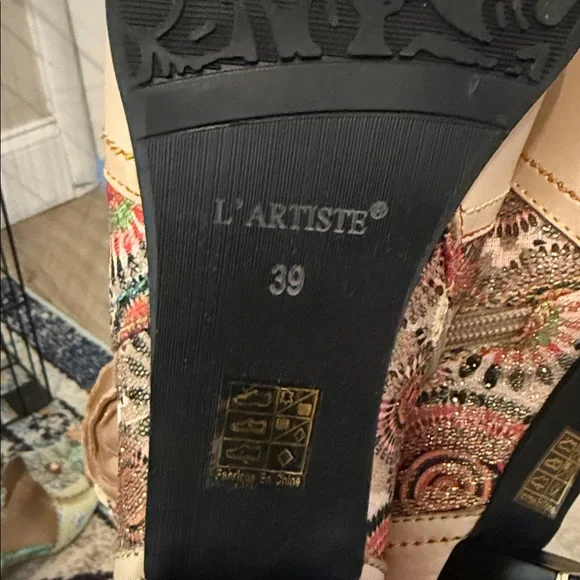 L'ARTISTE®
39
Fabriqué En Chine